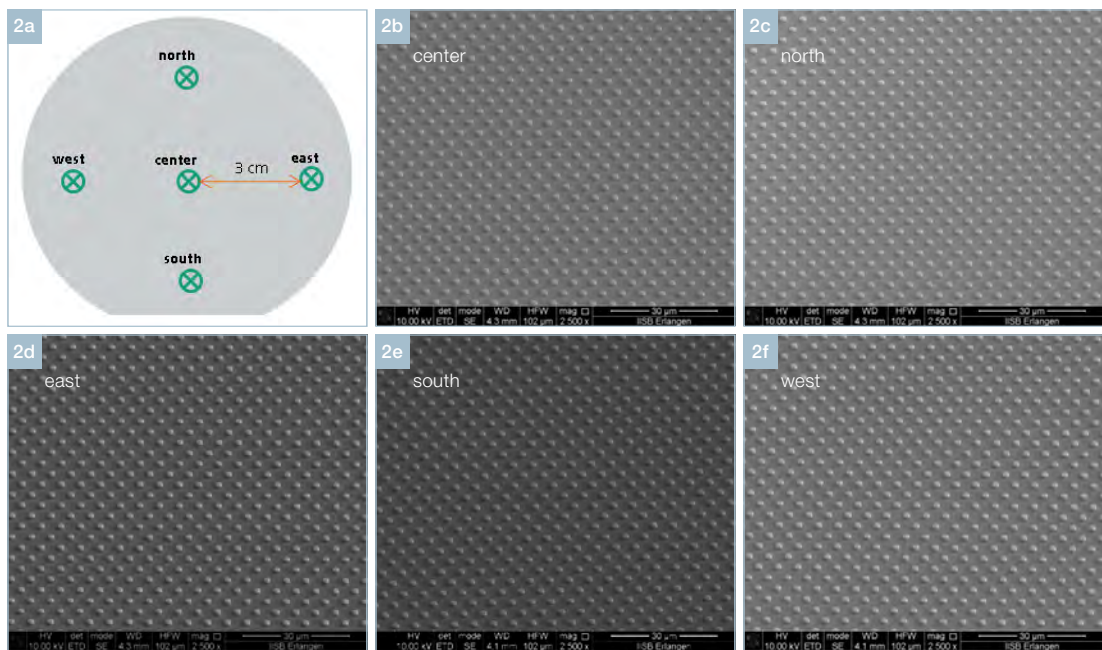 2a
north
west
center
east
3 cm
south
2b
center
HV det mode WD HFW mag □ 30 µm
10.00 kV ETD SE 4.3 mm 102 µm 2 500 x IISB Erlangen
2c
north
HV det mode WD HFW mag □ 30 µm
10.00 kV ETD SE 4.3 mm 102 µm 2 500 x IISB Erlangen
2d
east
HV det mode WD HFW mag □ 30 µm
10.00 kV ETD SE 4.3 mm 102 µm 2 500 x IISB Erlangen
2e
south
HV det mode WD HFW mag □ 30 µm
10.00 kV ETD SE 4.1 mm 102 µm 2 500 x IISB Erlangen
2f
west
HV det mode WD HFW mag □ 30 µm
10.00 kV ETD SE 4.1 mm 102 µm 2 500 x IISB Erlangen